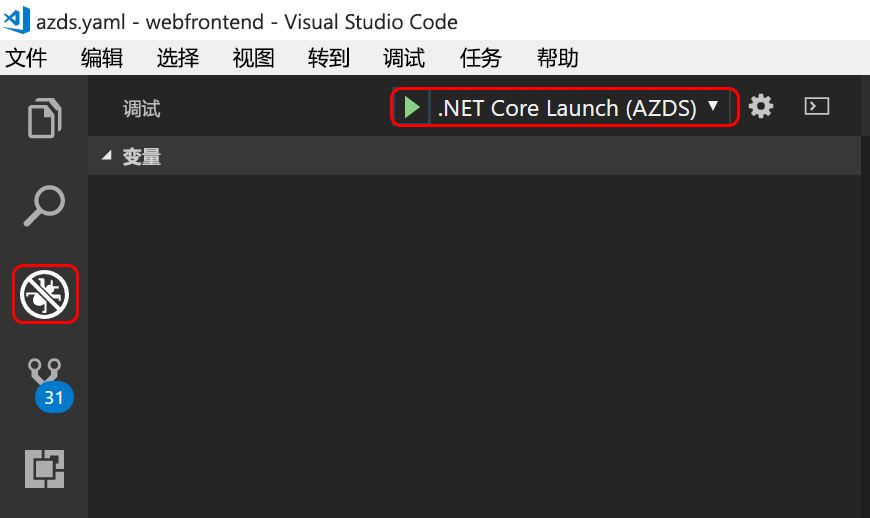 azds.yaml - webfrontend - Visual Studio Code
文件 编辑 选择 视图 转到 调试 任务 帮助
调试 .NET Core Launch (AZDS)
变量
31